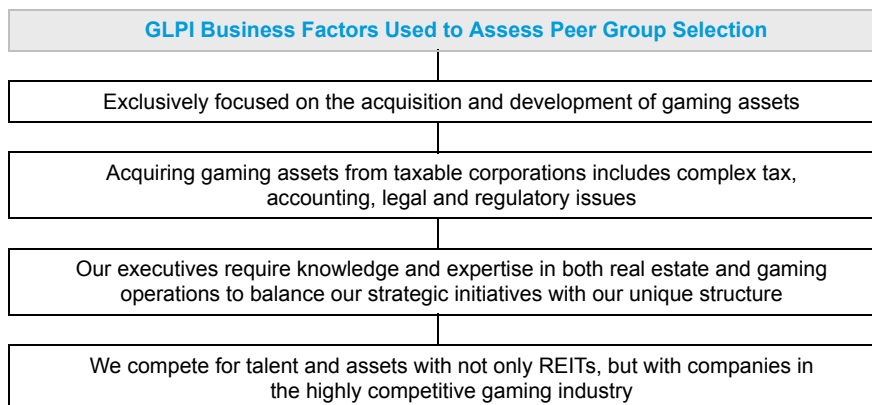 GLPI Business Factors Used to Assess Peer Group Selection
Exclusively focused on the acquisition and development of gaming assets
Acquiring gaming assets from taxable corporations includes complex tax,
accounting, legal and regulatory issues
Our executives require knowledge and expertise in both real estate and gaming
operations to balance our strategic initiatives with our unique structure
We compete for talent and assets with not only REITs, but with companies in
the highly competitive gaming industry